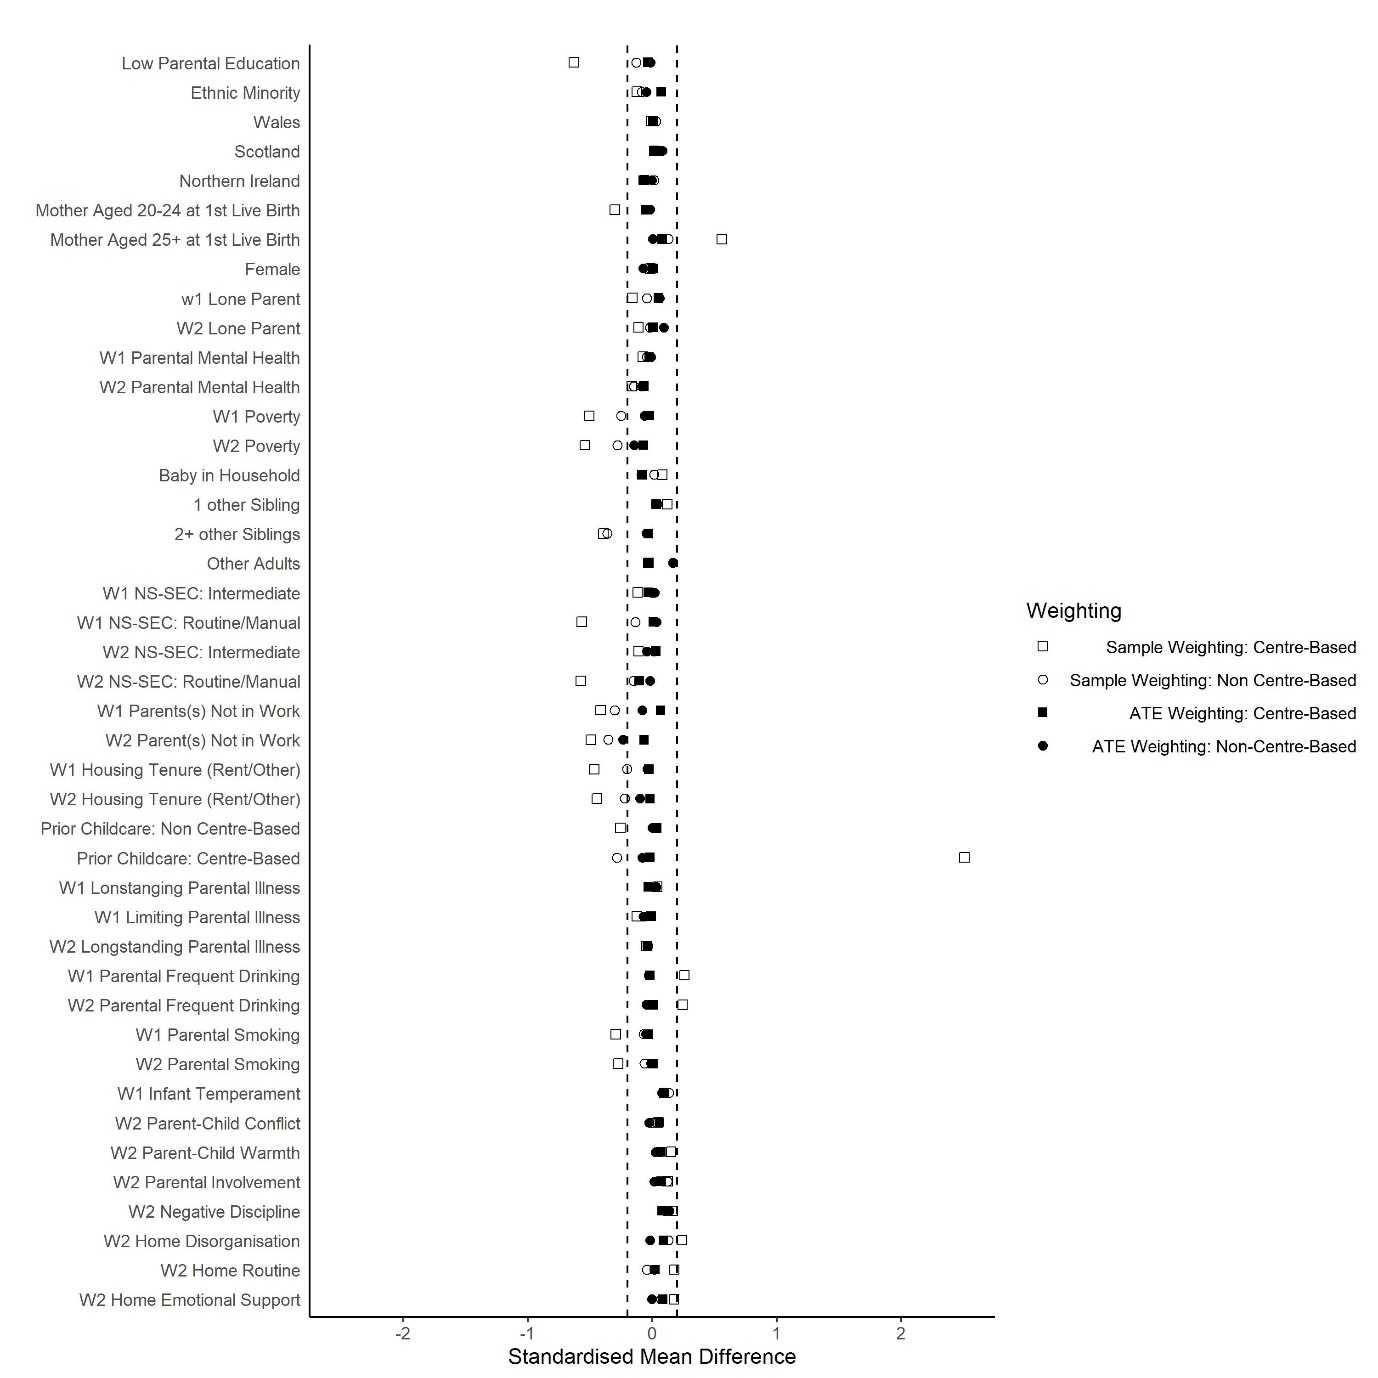 Low Parental Education
Ethnic Minority
Wales
Scotland
Northern Ireland
Mother Aged 20-24 at 1st Live Birth
Mother Aged 25+ at 1st Live Birth
Female
w1 Lone Parent
W2 Lone Parent
W1 Parental Mental Health
W2 Parental Mental Health
W1 Poverty
W2 Poverty
Baby in Household
1 other Sibling
2+ other Siblings
Other Adults
W1 NS-SEC: Intermediate
W1 NS-SEC: Routine/Manual
W2 NS-SEC: Intermediate
W2 NS-SEC: Routine/Manual
W1 Parents(s) Not in Work
W2 Parent(s) Not in Work
W1 Housing Tenure (Rent/Other)
W2 Housing Tenure (Rent/Other)
Prior Childcare: Non Centre-Based
Prior Childcare: Centre-Based
W1 Lonstanging Parental Illness
W1 Limiting Parental Illness
W2 Longstanding Parental Illness
W1 Parental Frequent Drinking
W2 Parental Frequent Drinking
W1 Parental Smoking
W2 Parental Smoking
W1 Infant Temperament
W2 Parent-Child Conflict
W2 Parent-Child Warmth
W2 Parental Involvement
W2 Negative Discipline
W2 Home Disorganisation
W2 Home Routine
W2 Home Emotional Support
-2 -1 0 1 2
Standardised Mean Difference
Weighting
Sample Weighting: Centre-Based
Sample Weighting: Non Centre-Based
ATE Weighting: Centre-Based
ATE Weighting: Non-Centre-Based